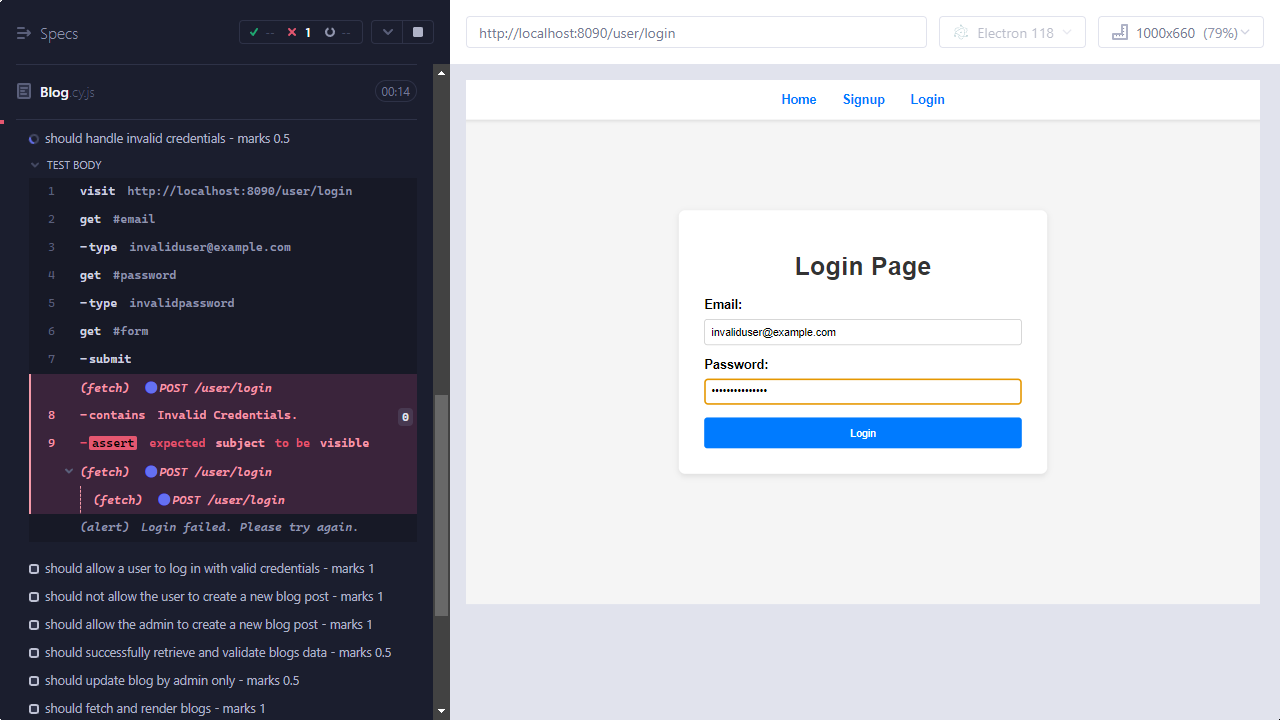 Specs
-- 1 --
Blog.cy.js 00:14
should handle invalid credentials - marks 0.5
TEST BODY
1 visit http://localhost:8090/user/login
2 get #email
3 -type invaliduser@example.com
4 get #password
5 -type invalidpassword
6 get #form
7 -submit
(fetch) POST /user/login
8 -contains Invalid Credentials. 0
9 -assert expected subject to be visible
(fetch) POST /user/login
(fetch) POST /user/login
(alert) Login failed. Please try again.
should allow a user to log in with valid credentials - marks 1
should not allow the user to create a new blog post - marks 1
should allow the admin to create a new blog post - marks 1
should successfully retrieve and validate blogs data - marks 0.5
should update blog by admin only - marks 0.5
should fetch and render blogs - marks 1
http://localhost:8090/user/login
Electron 118
1000x660 (79%)
Home Signup Login
Login Page
Email:
invaliduser@example.com
Password:
••••••••••••••
Login